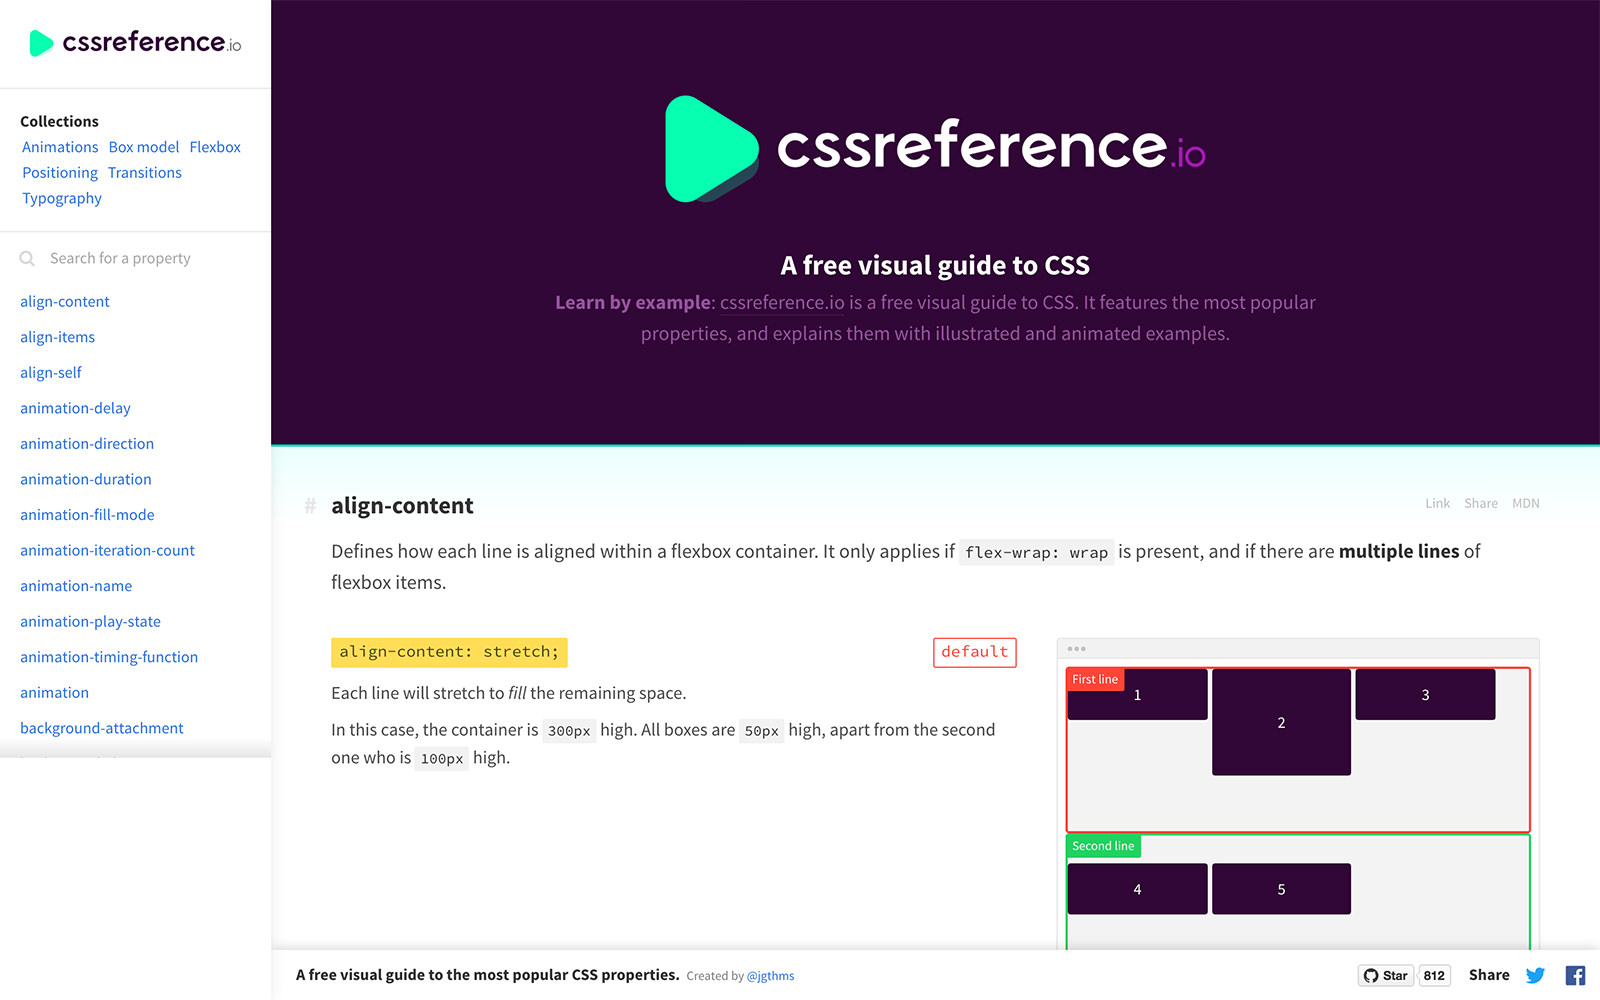 cssreference.io
Collections
Animations Box model Flexbox
Positioning Transitions
Typography
Search for a property
align-content
align-items
align-self
animation-delay
animation-direction
animation-duration
animation-fill-mode
animation-iteration-count
animation-name
animation-play-state
animation-timing-function
animation
background-attachment
cssreference.io
A free visual guide to CSS
Learn by example: cssreference.io is a free visual guide to CSS. It features the most popular
properties, and explains them with illustrated and animated examples.
# align-content
Link Share MDN
Defines how each line is aligned within a flexbox container. It only applies if flex-wrap: wrap is present, and if there are multiple lines of
flexbox items.
align-content: stretch;
default
Each line will stretch to fill the remaining space.
In this case, the container is 300px high. All boxes are 50px high, apart from the second
one who is 100px high.
First line
1
2
3
Second line
4
5
A free visual guide to the most popular CSS properties. Created by @jgthms
Star 812 Share